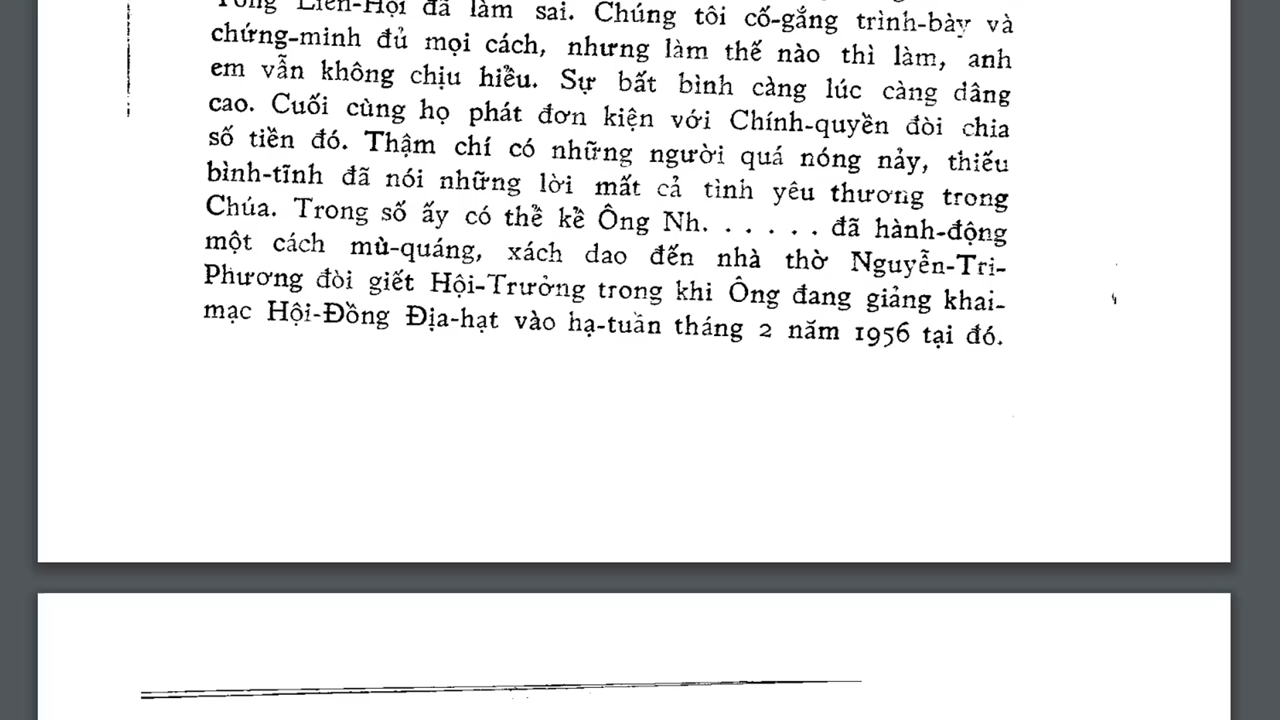 Tổng Liên-Hội đã làm sai. Chúng tôi cố-gắng trình-bày và
chứng-minh đủ mọi cách, nhưng làm thế nào thì làm, anh
em vẫn không chịu hiểu. Sự bất bình càng lúc càng dâng
cao. Cuối cùng họ phát đơn kiện với Chính-quyền đòi chia
số tiền đó. Thậm chí có những người quá nóng nảy, thiếu
bình-tĩnh đã nói những lời mất cả tình yêu thương trong
Chúa. Trong số ấy có thể kể Ông Nh. . . . . . đã hành-động
một cách mù-quáng, xách dao đến nhà thờ Nguyễn-Tri-
Phương đòi giết Hội-Trưởng trong khi Ông đang giảng khai-
mạc Hội-Đồng Địa-hạt vào hạ-tuần tháng 2 năm 1956 tại đó.